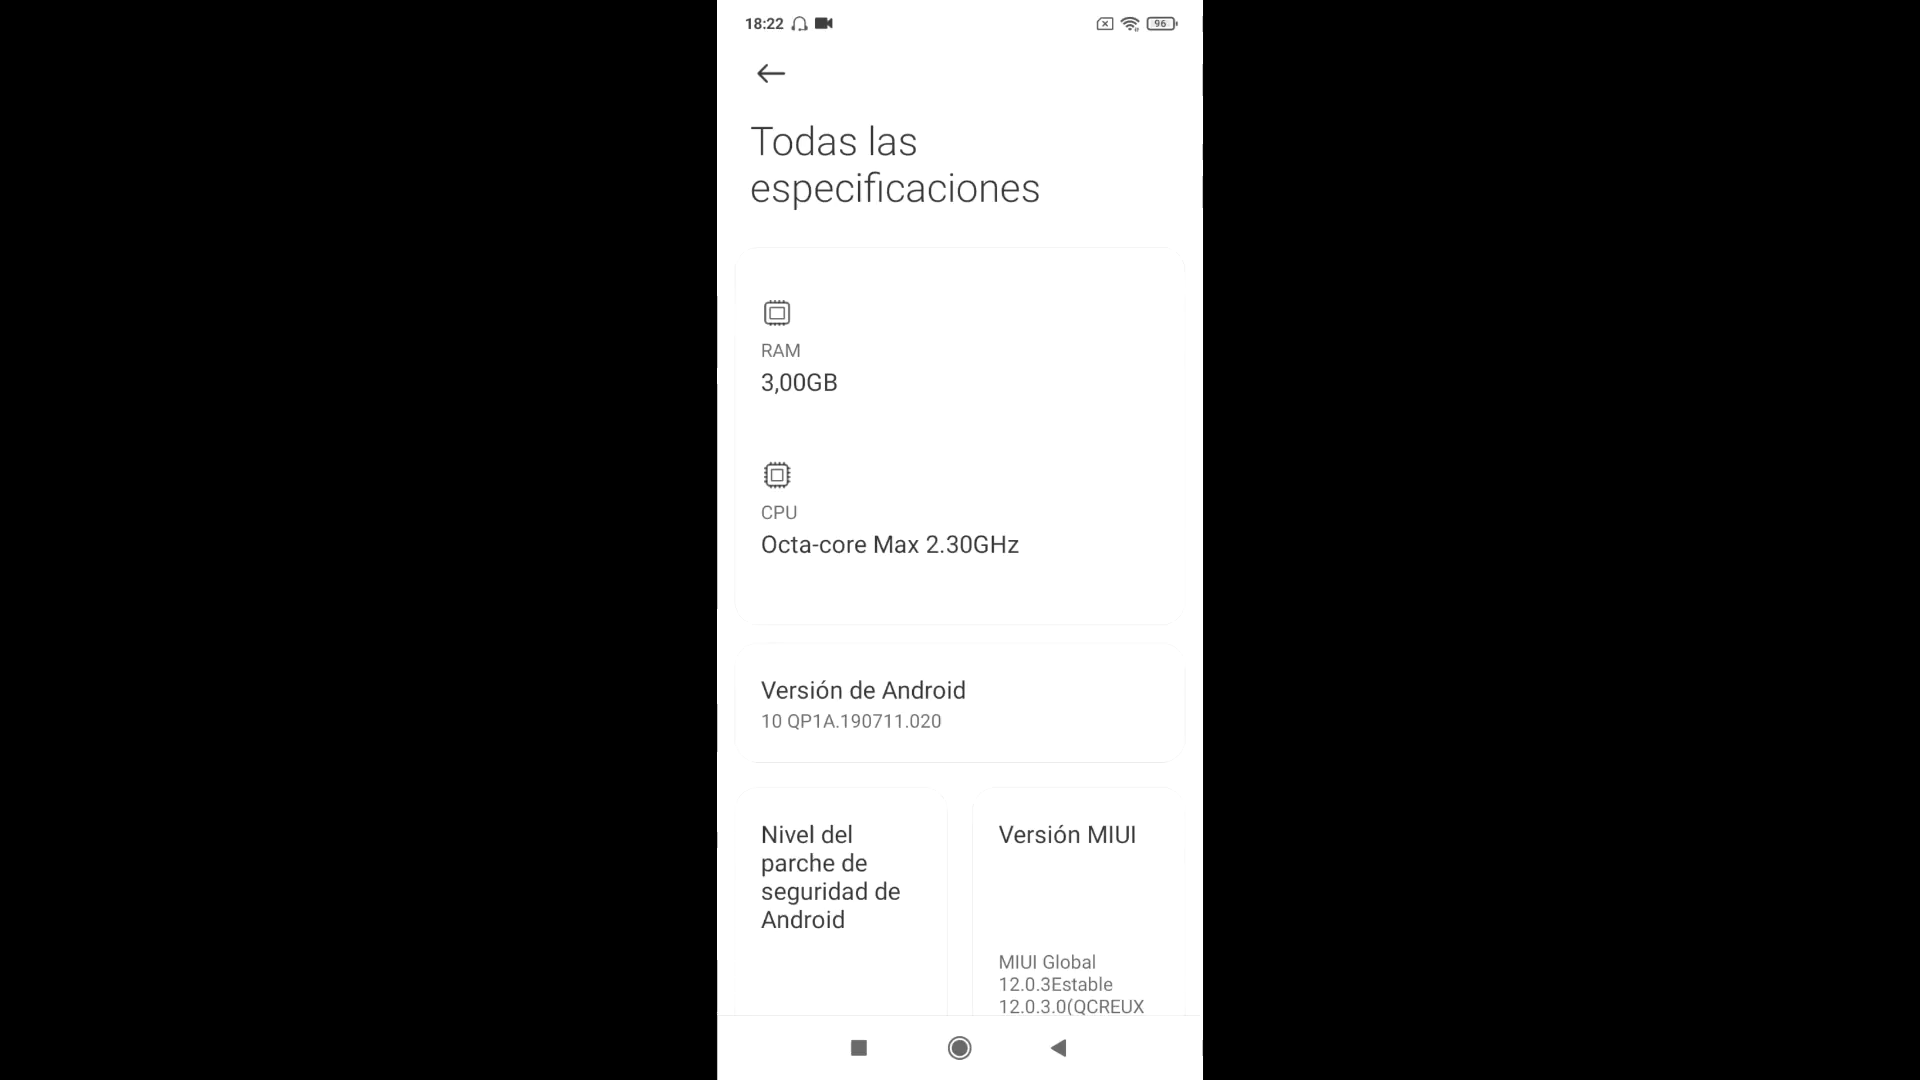 18:22
96
Todas las
especificaciones
RAM
3,00GB
CPU
Octa-core Max 2.30GHz
Versión de Android
10 QP1A.190711.020
Nivel del
parche de
seguridad de
Android
Versión MIUI
MIUI Global
12.0.3Estable
12.0.3.0(QCREUX